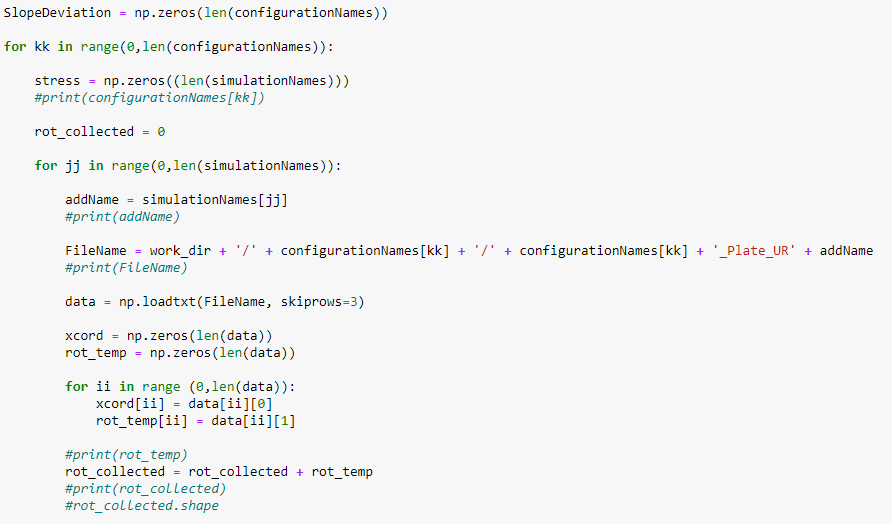 SlopeDeviation = np.zeros(len(configurationNames))
for kk in range(0,len(configurationNames)):
stress = np.zeros((len(simulationNames)))
#print(configurationNames[kk])
rot_collected = 0
for jj in range(0,len(simulationNames)):
addName = simulationNames[jj]
#print(addName)
FileName = work_dir + '/' + configurationNames[kk] + '/' + configurationNames[kk] + '_Plate_UR' + addName
#print(FileName)
data = np.loadtxt(FileName, skiprows=3)
xcord = np.zeros(len(data))
rot_temp = np.zeros(len(data))
for ii in range (0,len(data)):
xcord[ii] = data[ii][0]
rot_temp[ii] = data[ii][1]
#print(rot_temp)
rot_collected = rot_collected + rot_temp
#print(rot_collected)
#rot_collected.shape